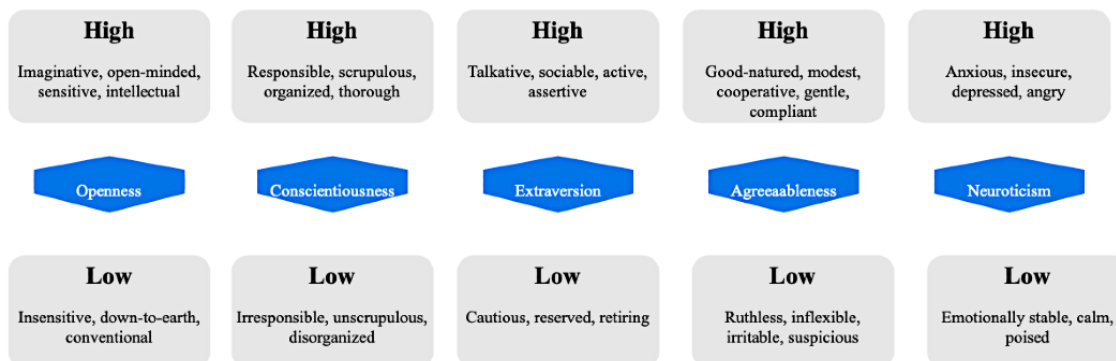 High
Imaginative, open-minded,
sensitive, intellectual
High
Responsible, scrupulous,
organized, thorough
High
Talkative, sociable, active,
assertive
High
Good-natured, modest,
cooperative, gentle,
compliant
High
Anxious, insecure,
depressed, angry
Openness
Conscientiousness
Extraversion
Agreeaableness
Neuroticism
Low
Insensitive, down-to-earth,
conventional
Low
Irresponsible, unscrupulous,
disorganized
Low
Cautious, reserved, retiring
Low
Ruthless, inflexible,
irritable, suspicious
Low
Emotionally stable, calm,
poised